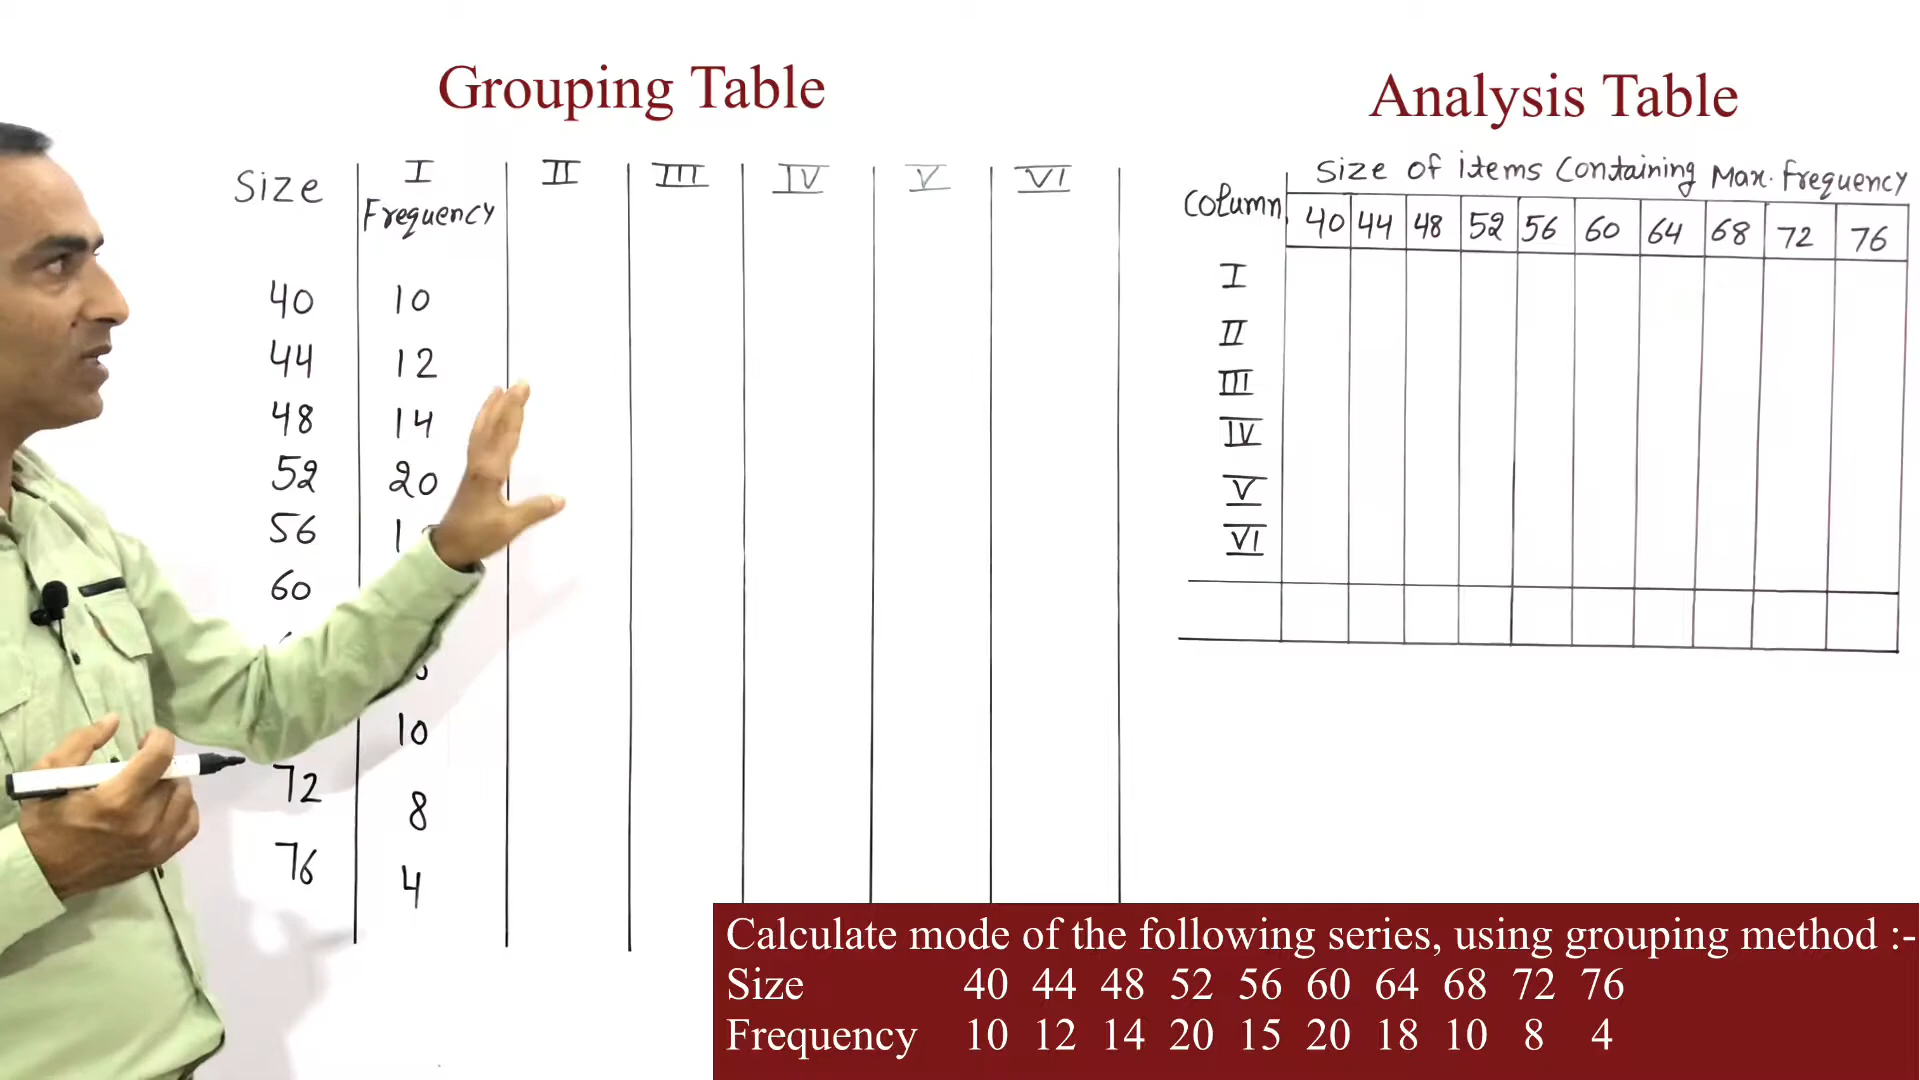 Grouping Table
Size I II III IV V VI
Frequency
40 10
44 12
48 14
52 20
56 1
60
10
72 8
76 4
Analysis Table
Size of items Containing Max. frequency
Column 40 44 48 52 56 60 64 68 72 76
I
II
III
IV
V
VI
Calculate mode of the following series, using grouping method :-
Size 40 44 48 52 56 60 64 68 72 76
Frequency 10 12 14 20 15 20 18 10 8 4